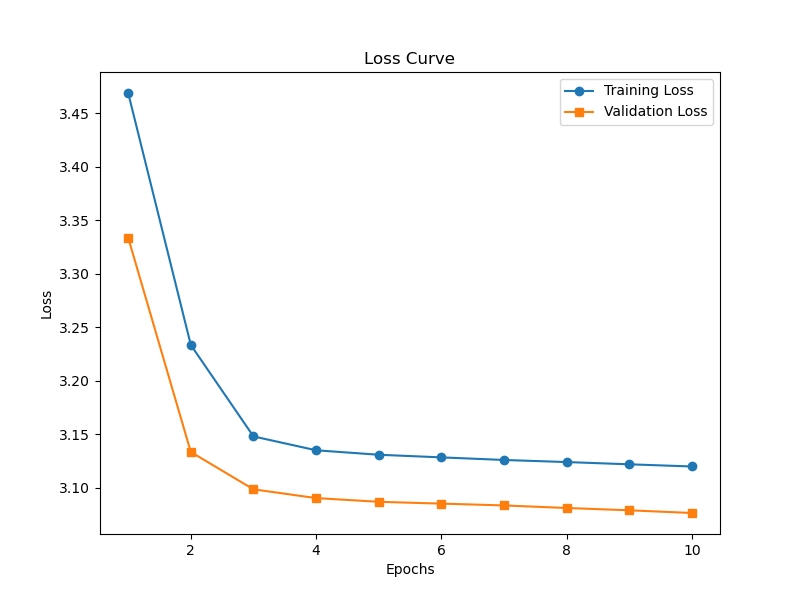 Loss Curve
Training Loss
Validation Loss
3.45
3.40
3.35
3.30
3.25
3.20
3.15
3.10
Loss
2
4
6
8
10
Epochs